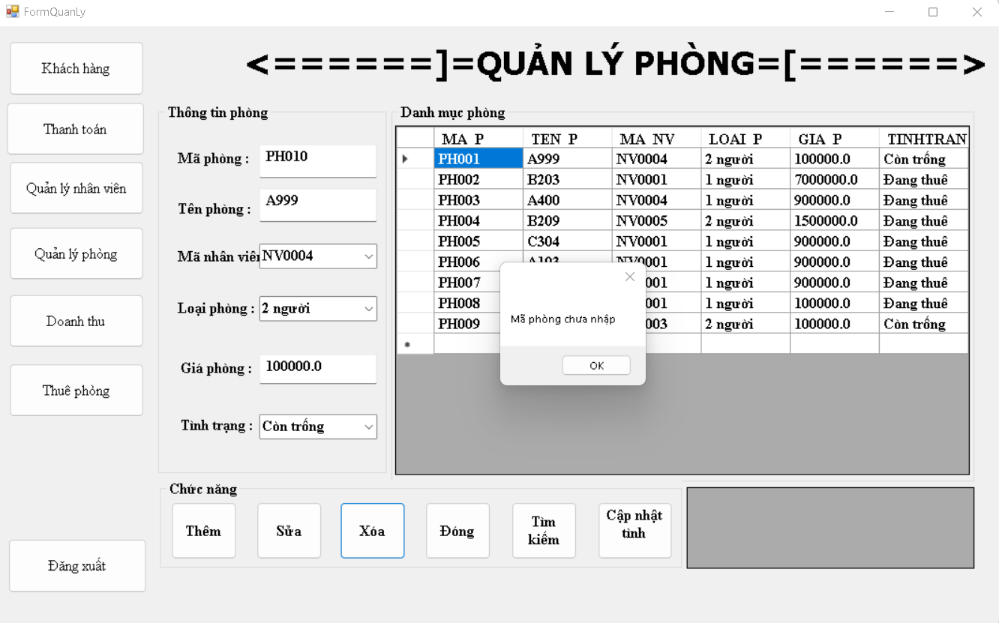 FormQuanLy
Khách hàng
Thanh toán
Quản lý nhân viên
Quản lý phòng
Doanh thu
Thuê phòng
Đăng xuất
<======]=QUẢN LÝ PHÒNG=[======>
Thông tin phòng
Mã phòng : PH010
Tên phòng : A999
Mã nhân viên NV0004
Loại phòng : 2 người
Giá phòng : 100000.0
Tình trạng : Còn trống
Danh mục phòng
MA_P TEN_P MA_NV LOAI_P GIA_P TINHTRAN
PH001 A999 NV0004 2 người 100000.0 Còn trống
PH002 B203 NV0001 1 người 7000000.0 Đang thuê
PH003 A400 NV0004 1 người 900000.0 Đang thuê
PH004 B209 NV0005 2 người 1500000.0 Đang thuê
PH005 C304 NV0001 1 người 900000.0 Đang thuê
PH006 A103 NV0001 1 người 900000.0 Đang thuê
PH007 001 1 người 900000.0 Đang thuê
PH008 001 1 người 100000.0 Đang thuê
PH009 003 2 người 100000.0 Còn trống
Mã phòng chưa nhập
OK
Chức năng
Thêm
Sửa
Xóa
Đóng
Tìm
kiếm
Cập nhật
tình